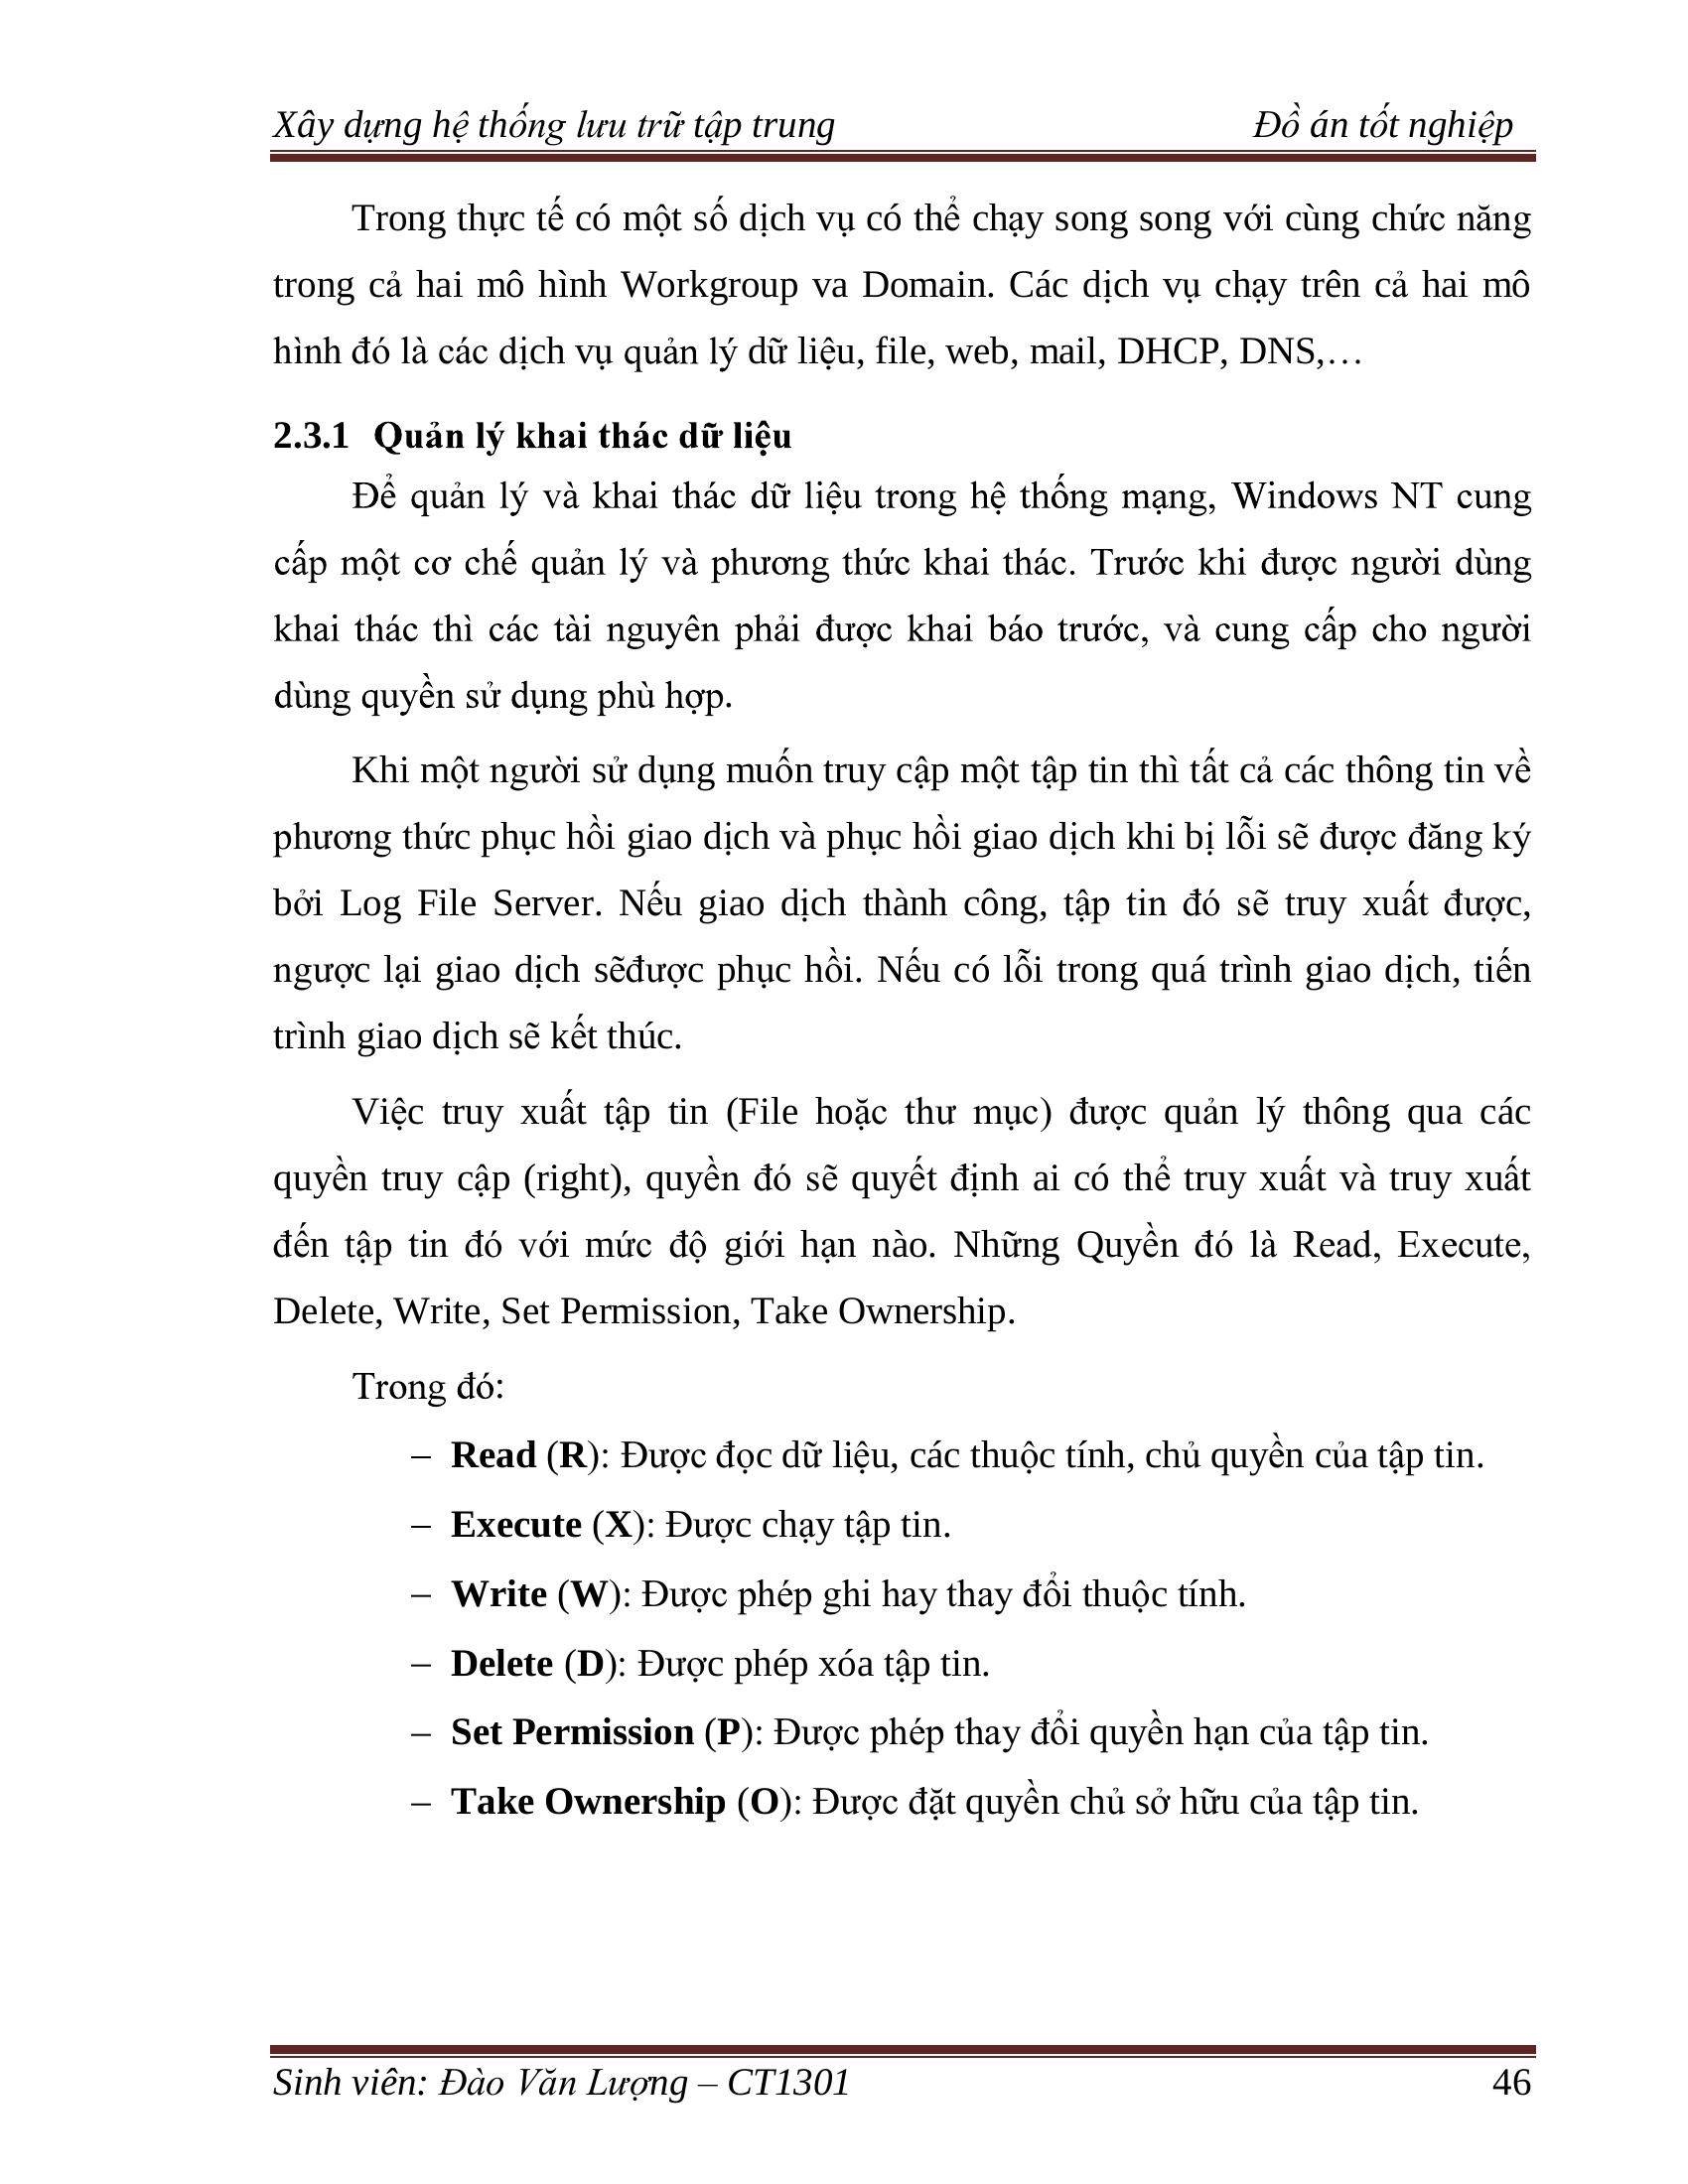 Xây dựng hệ thống lưu trữ tập trung Đồ án tốt nghiệp
Trong thực tế có một số dịch vụ có thể chạy song song với cùng chức năng
trong cả hai mô hình Workgroup va Domain. Các dịch vụ chạy trên cả hai mô
hình đó là các dịch vụ quản lý dữ liệu, file, web, mail, DHCP, DNS,…
2.3.1 Quản lý khai thác dữ liệu
Để quản lý và khai thác dữ liệu trong hệ thống mạng, Windows NT cung
cấp một cơ chế quản lý và phương thức khai thác. Trước khi được người dùng
khai thác thì các tài nguyên phải được khai báo trước, và cung cấp cho người
dùng quyền sử dụng phù hợp.
Khi một người sử dụng muốn truy cập một tập tin thì tất cả các thông tin về
phương thức phục hồi giao dịch và phục hồi giao dịch khi bị lỗi sẽ được đăng ký
bởi Log File Server. Nếu giao dịch thành công, tập tin đó sẽ truy xuất được,
ngược lại giao dịch sẽđược phục hồi. Nếu có lỗi trong quá trình giao dịch, tiến
trình giao dịch sẽ kết thúc.
Việc truy xuất tập tin (File hoặc thư mục) được quản lý thông qua các
quyền truy cập (right), quyền đó sẽ quyết định ai có thể truy xuất và truy xuất
đến tập tin đó với mức độ giới hạn nào. Những Quyền đó là Read, Execute,
Delete, Write, Set Permission, Take Ownership.
Trong đó:
– Read (R): Được đọc dữ liệu, các thuộc tính, chủ quyền của tập tin.
– Execute (X): Được chạy tập tin.
– Write (W): Được phép ghi hay thay đổi thuộc tính.
– Delete (D): Được phép xóa tập tin.
– Set Permission (P): Được phép thay đổi quyền hạn của tập tin.
– Take Ownership (O): Được đặt quyền chủ sở hữu của tập tin.
Sinh viên: Đào Văn Lượng – CT1301 46